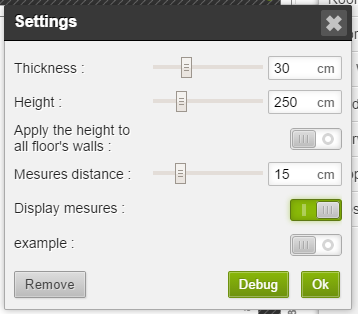 Settings
Thickness : 30 cm
Height : 250 cm
Apply the height to
all floor's walls :
Mesures distance : 15 cm
Display mesures :
example :
Remove Debug Ok